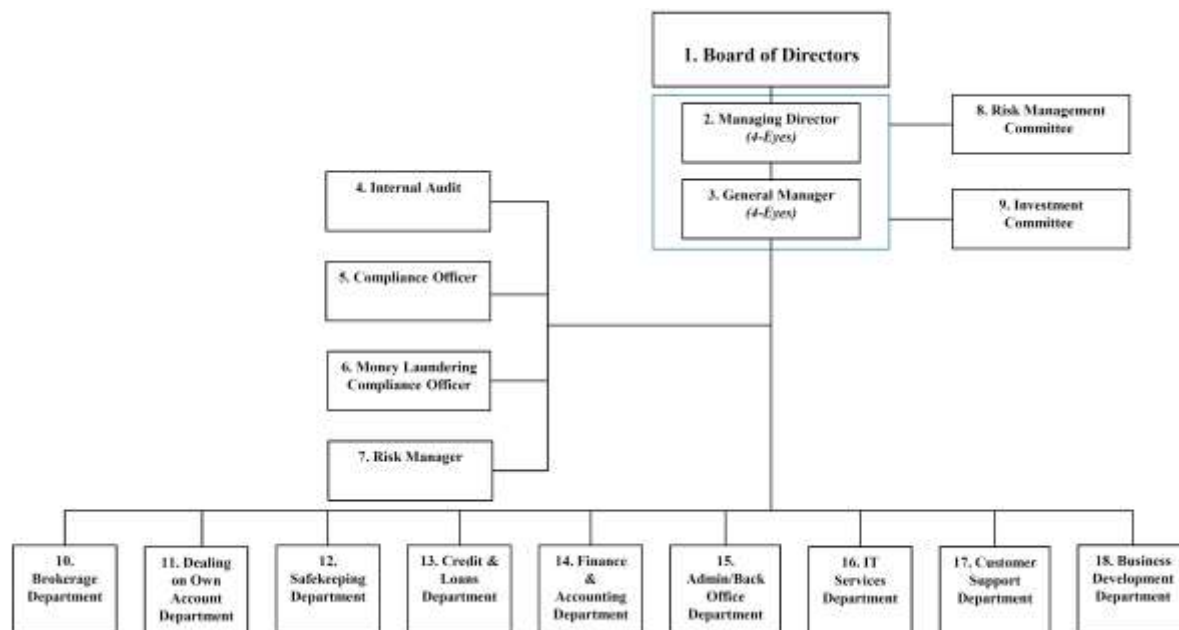 1. Board of Directors
2. Managing Director
(4-Eyes)
3. General Manager
(4-Eyes)
4. Internal Audit
5. Compliance Officer
6. Money Laundering
Compliance Officer
7. Risk Manager
8. Risk Management
Committee
9. Investment
Committee
10.
Brokerage
Department
11. Dealing
on Own
Account
Department
12.
Safekeeping
Department
13. Credit &
Loans
Department
14. Finance
&
Accounting
Department
15.
Admin/Back
Office
Department
16. IT
Services
Department
17. Customer
Support
Department
18. Business
Development
Department